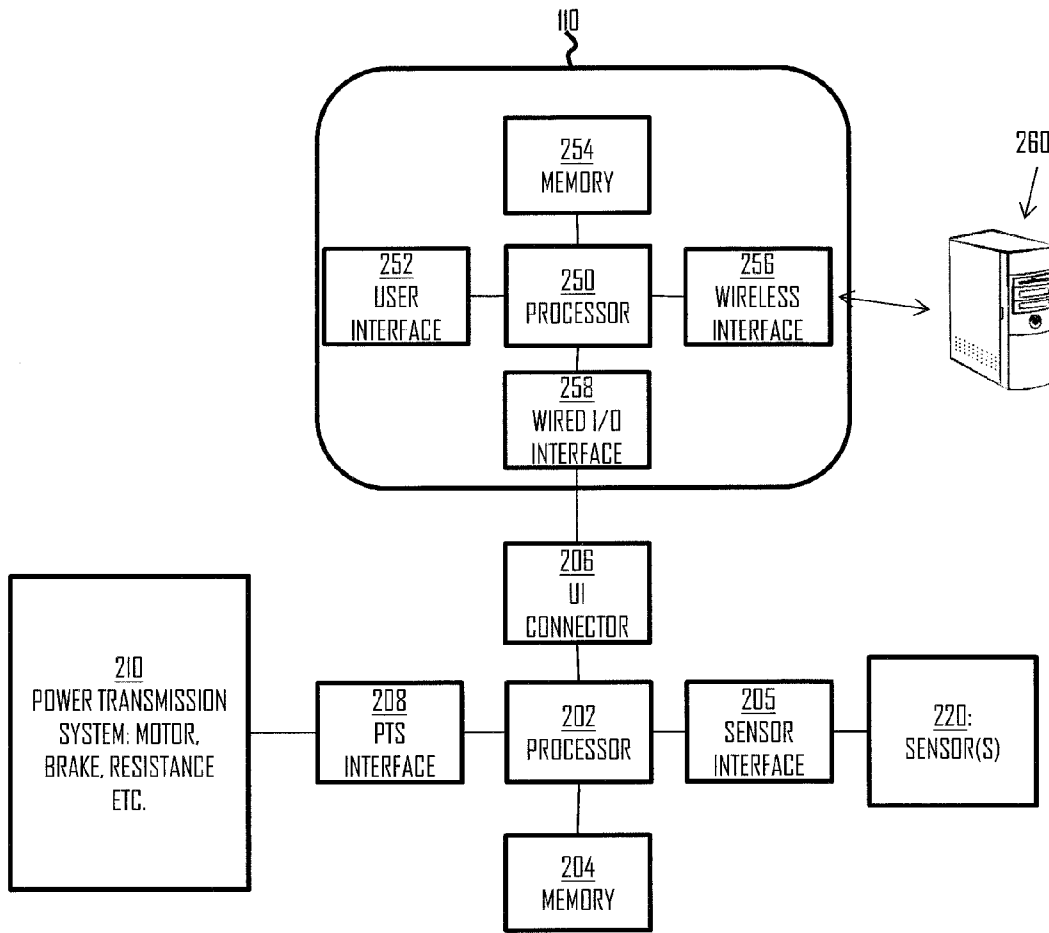 110
254
MEMORY
260
252
USER
INTERFACE
250
PROCESSOR
256
WIRELESS
INTERFACE
258
WIRED I/O
INTERFACE
206
UI
CONNECTOR
210
POWER TRANSMISSION
SYSTEM: MOTOR,
BRAKE, RESISTANCE
ETC.
208
PTS
INTERFACE
202
PROCESSOR
205
SENSOR
INTERFACE
220:
SENSOR(S)
204
MEMORY